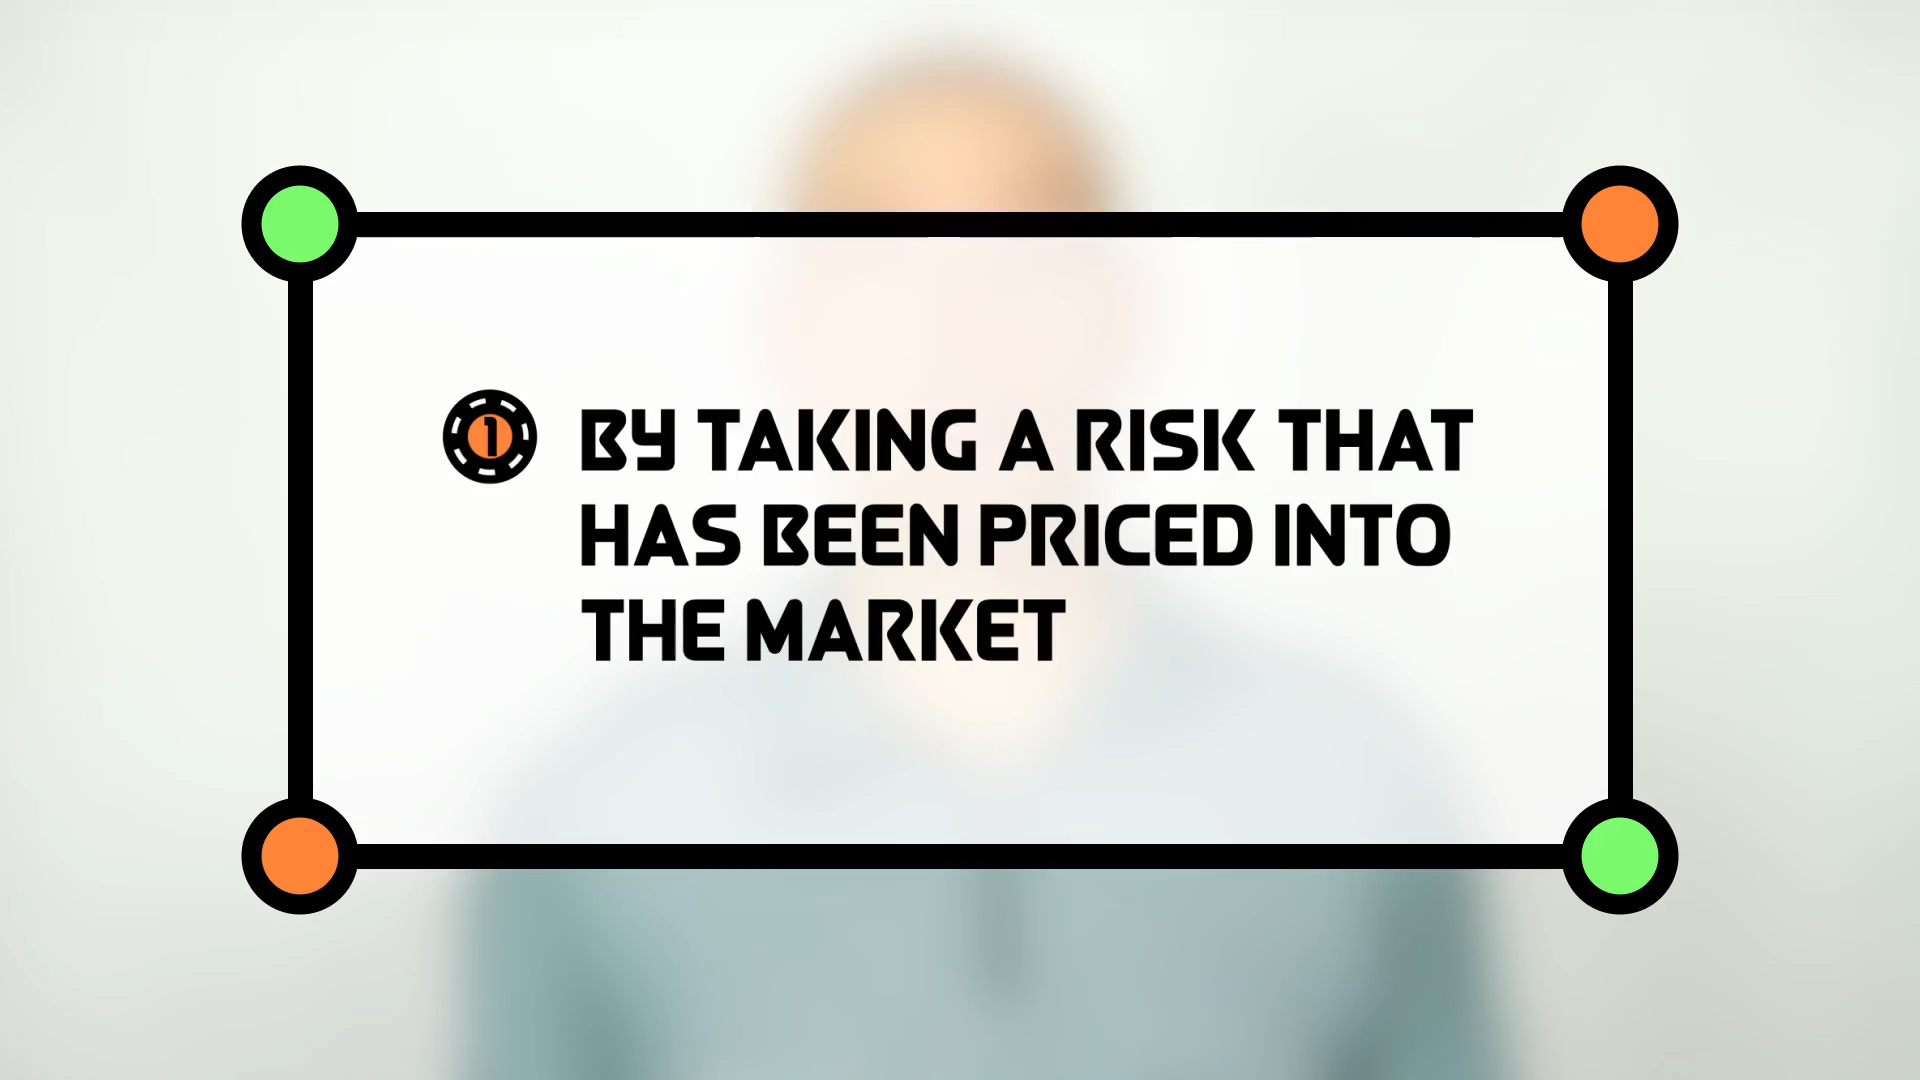 1 BY TAKING A RISK THAT
HAS BEEN PRICED INTO
THE MARKET